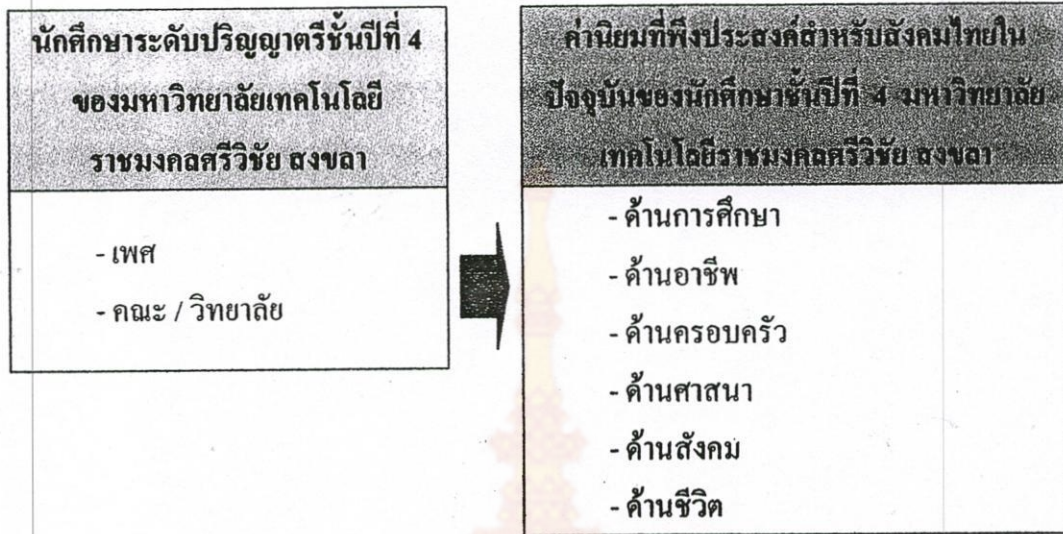 นักศึกษาระดับปริญญาตรีชั้นปีที่ 4
ของมหาวิทยาลัยเทคโนโลยี
ราชมงคลศรีวิชัย สงขลา
- เพศ
- คณะ / วิทยาลัย
ค่านิยมที่พึงประสงค์สำหรับสังคมไทยใน
ปัจจุบันของนักศึกษาชั้นปีที่ 4 มหาวิทยาลัย
เทคโนโลยีราชมงคลศรีวิชัย สงขลา
- ด้านการศึกษา
- ด้านอาชีพ
- ด้านครอบครัว
- ด้านศาสนา
- ด้านสังคม
- ด้านชีวิต